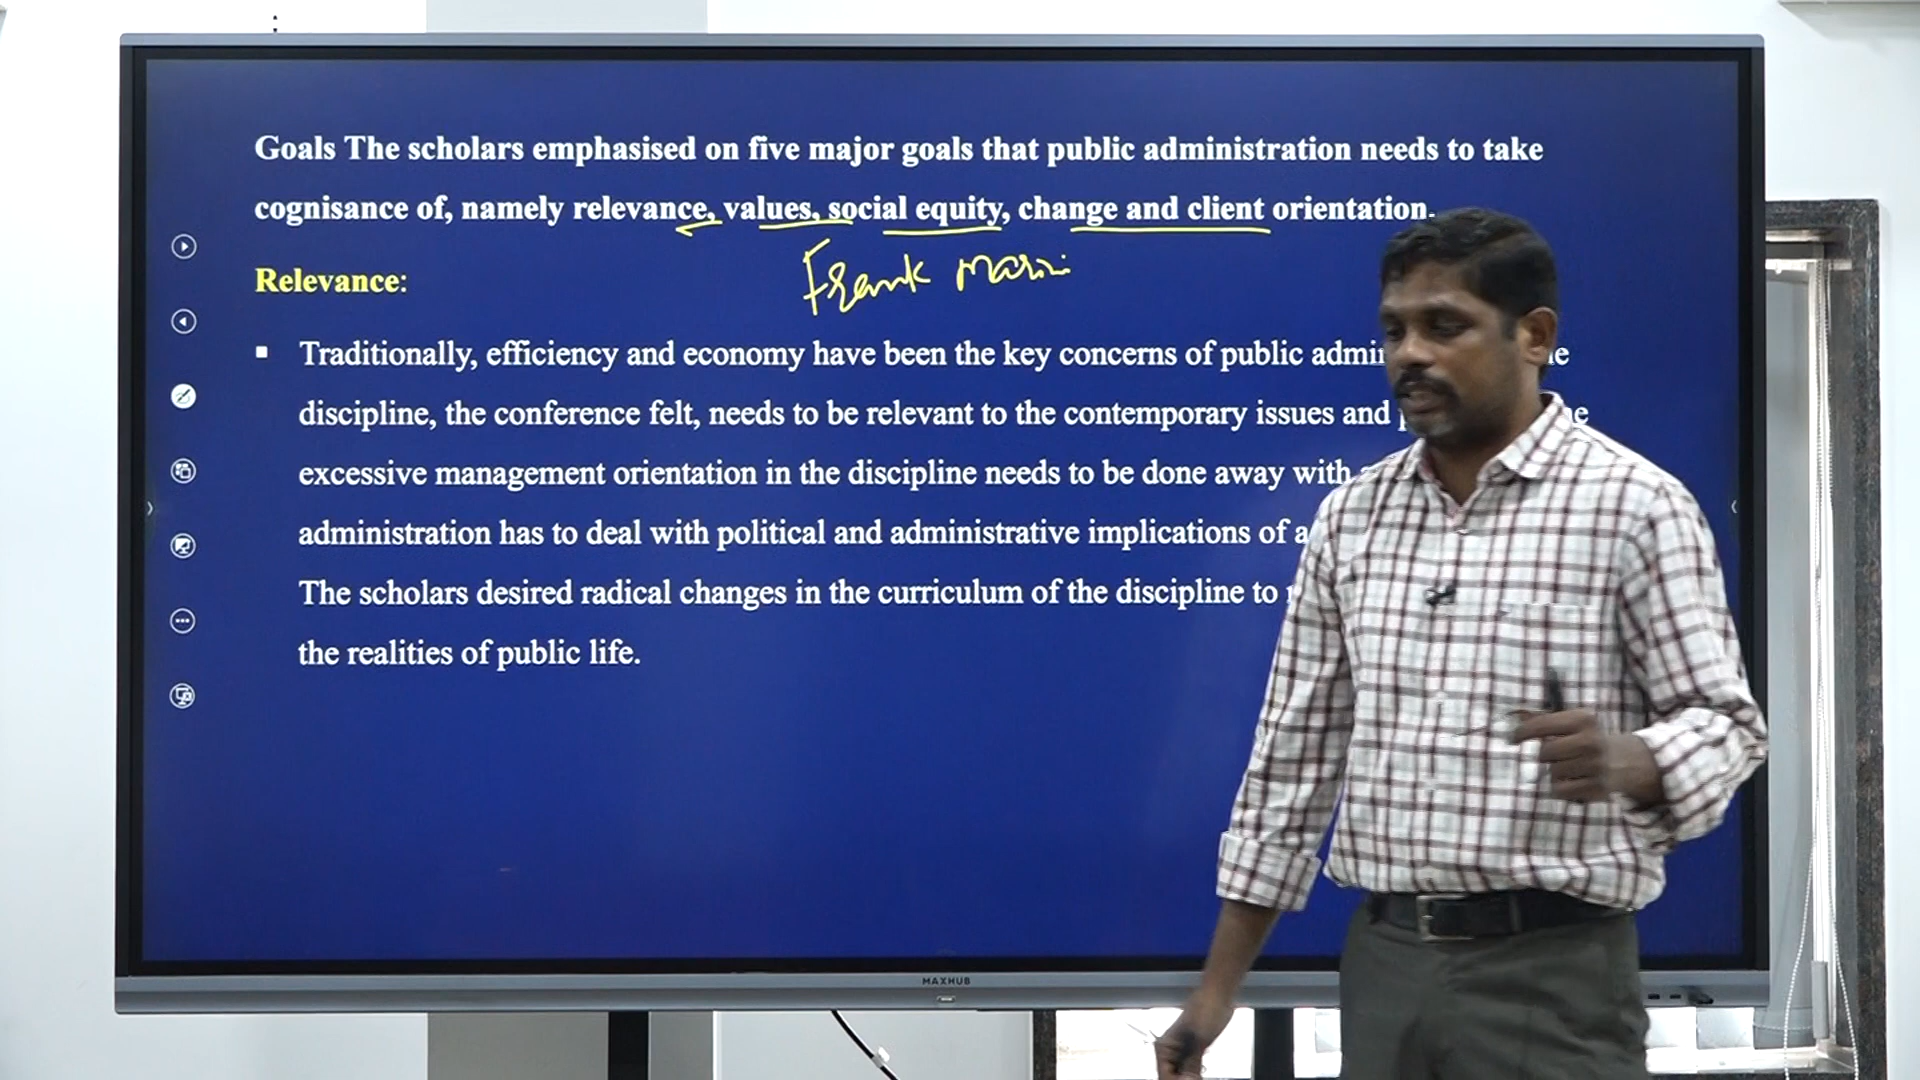 Goals The scholars emphasised on five major goals that public administration needs to take
cognisance of, namely relevance, values, social equity, change and client orientation.
Frank Marini
Relevance:
▪ Traditionally, efficiency and economy have been the key concerns of public
discipline, the conference felt, needs to be relevant to the contemporary issues and
excessive management orientation in the discipline needs to be done away with
administration has to deal with political and administrative implications of
The scholars desired radical changes in the curriculum of the discipline to
the realities of public life.
MAXHUB